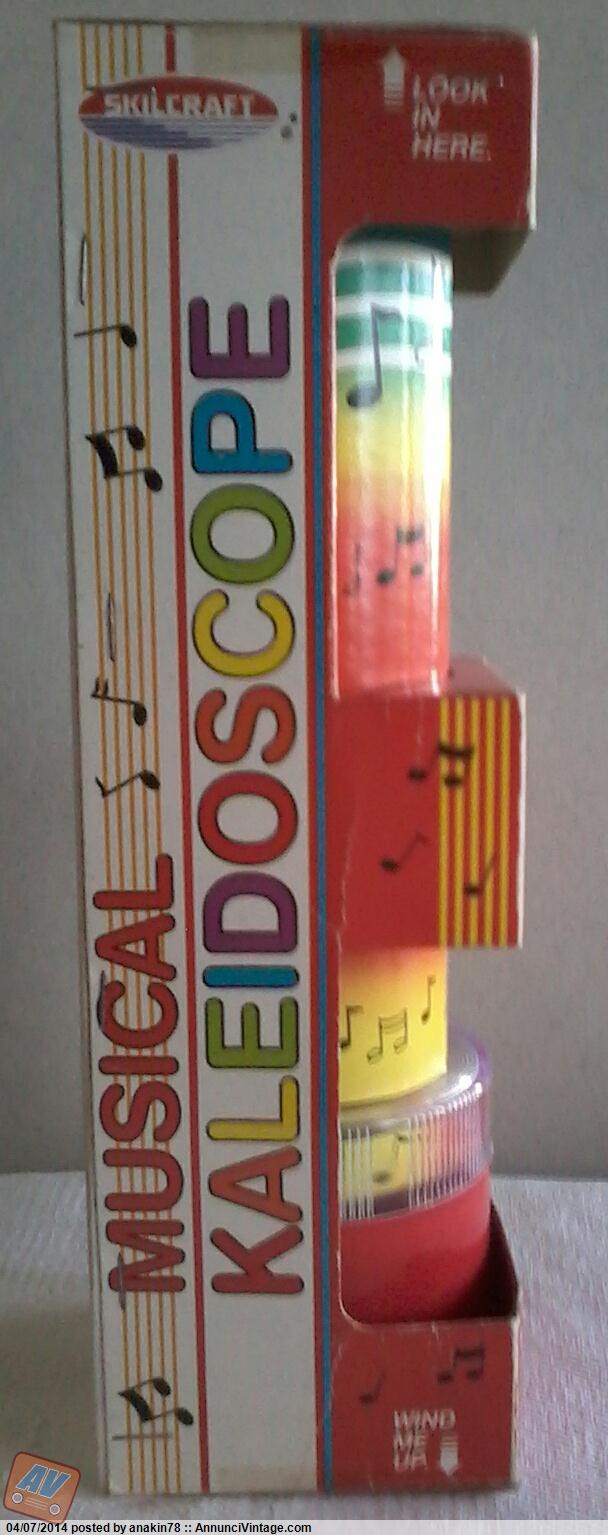 SKILCRAFT
LOOK
IN
HERE.
MUSICAL
KALEIDOSCOPE
WIND
ME
UP.
AV
04/07/2014 posted by anakin78 :: AnnunciVintage.com